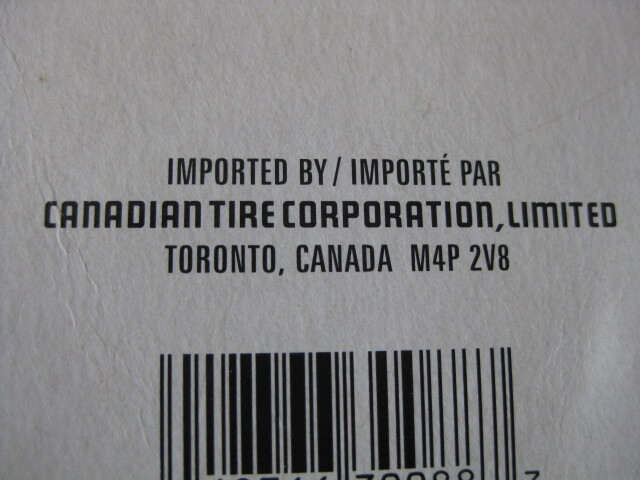 IMPORTED BY / IMPORTÉ PAR
CANADIAN TIRE CORPORATION, LIMITED
TORONTO, CANADA M4P 2V8